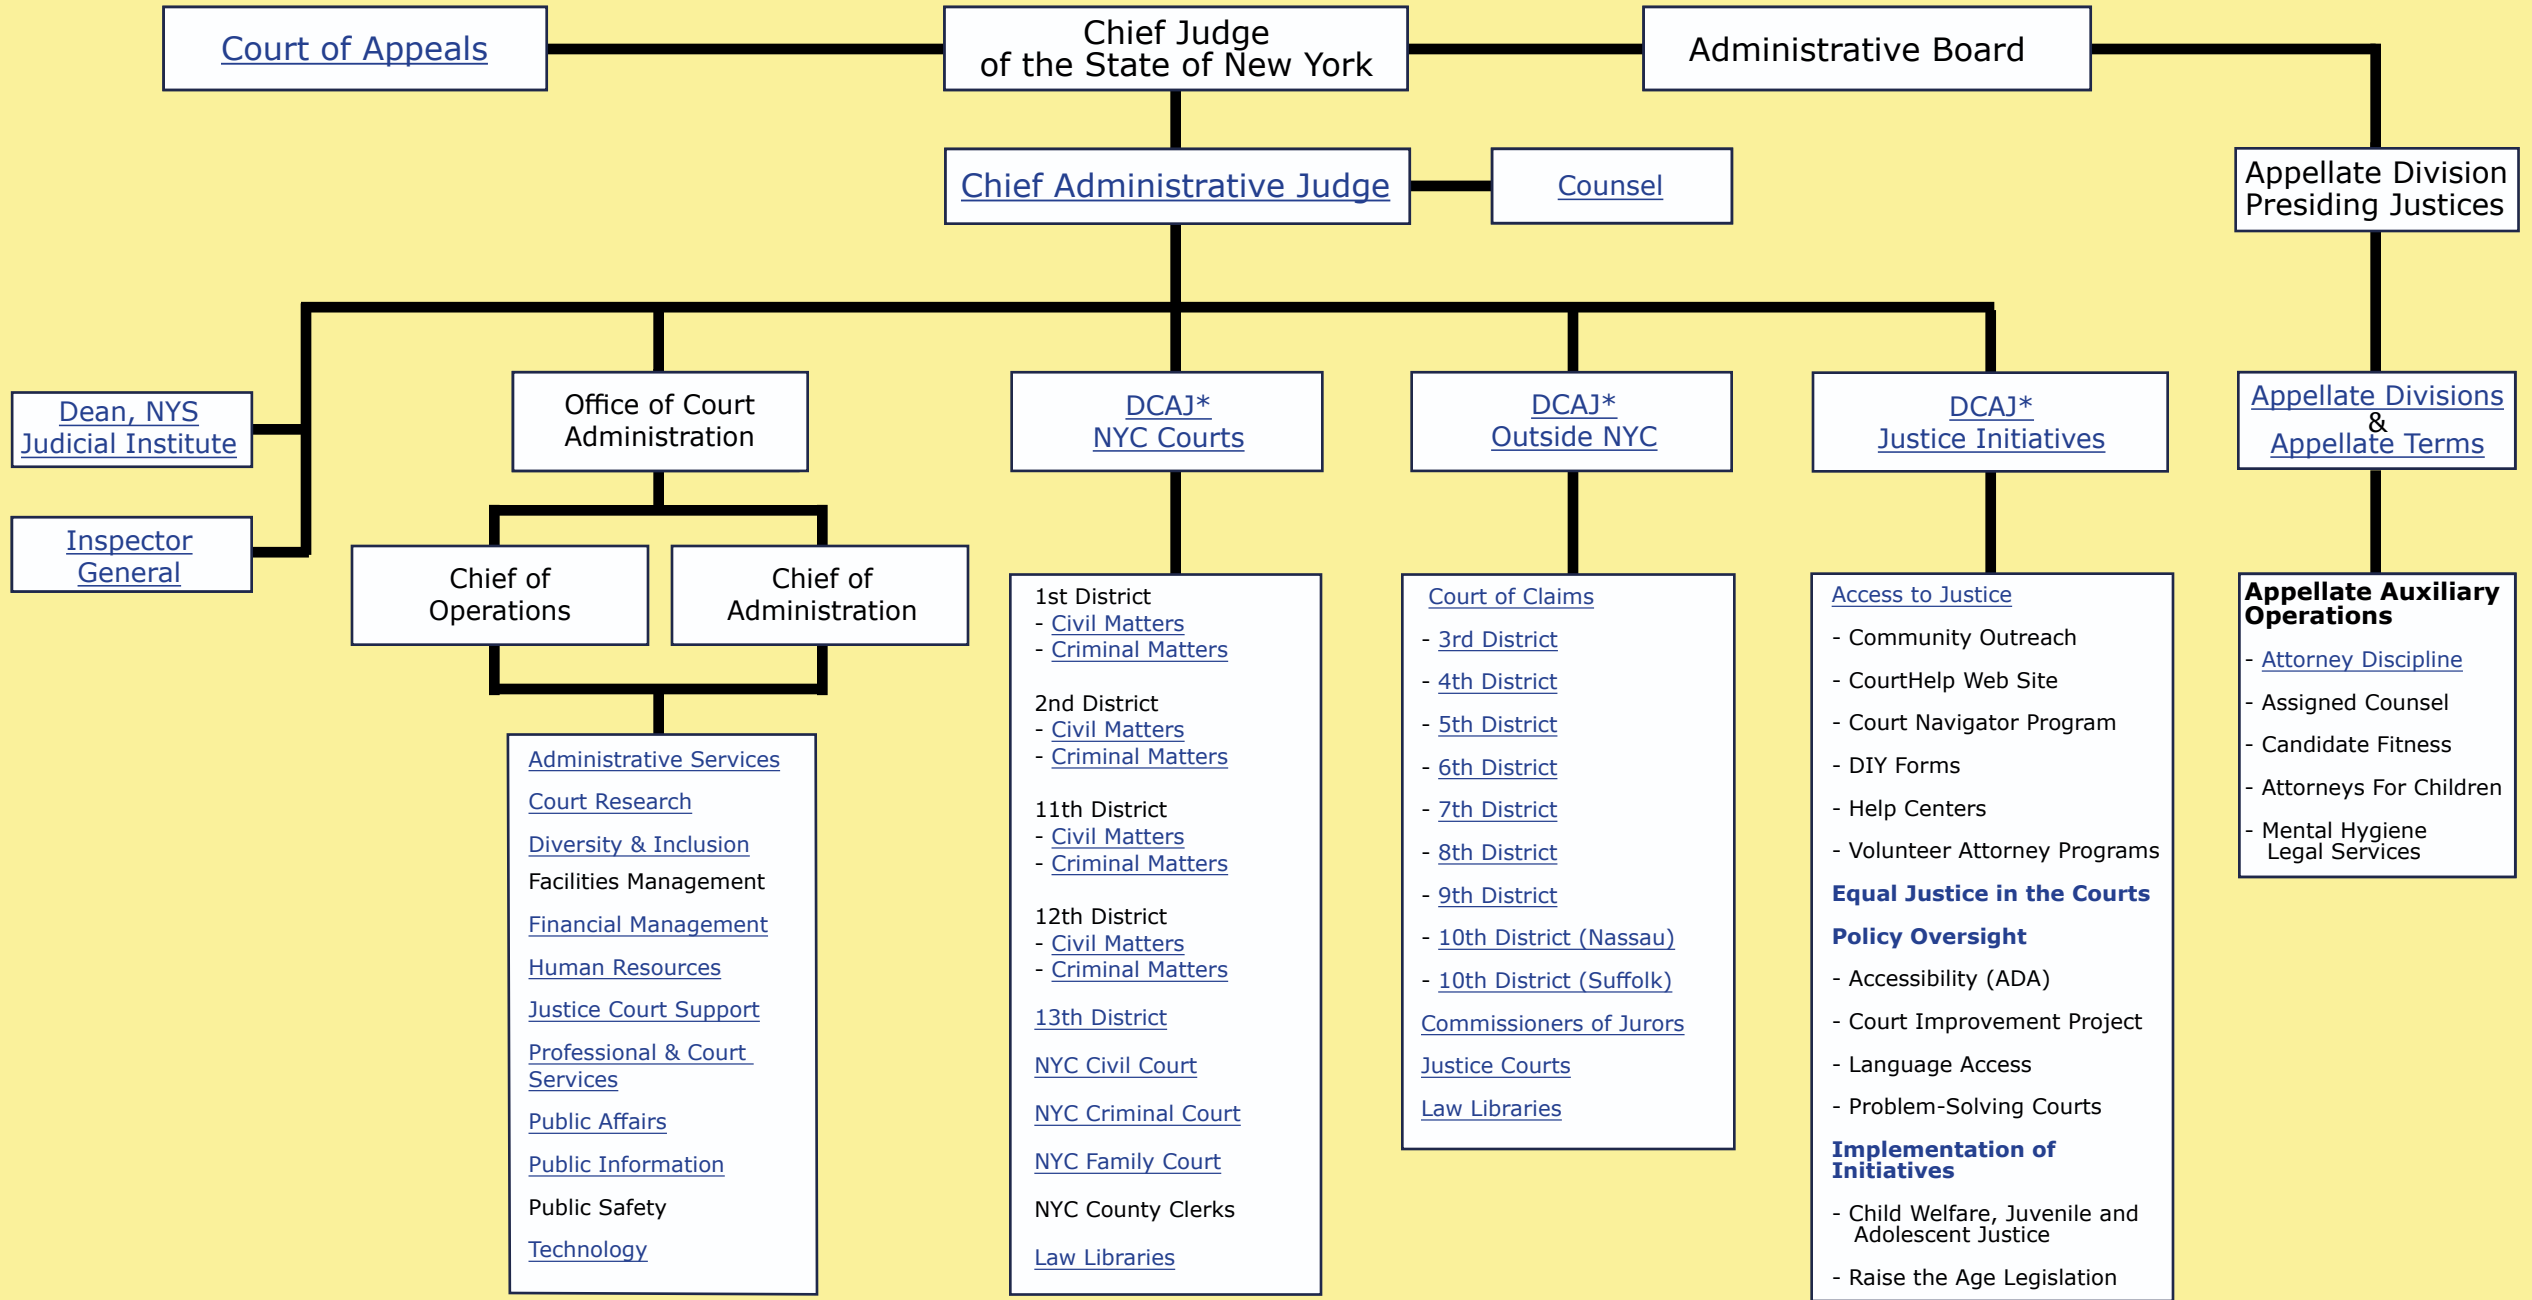 Court of Appeals
Chief Judge
of the State of New York
Administrative Board
Chief Administrative Judge
Counsel
Appellate Division
Presiding Justices
Dean, NYS
Judicial Institute
Inspector
General
Office of Court
Administration
Chief of
Operations
Chief of
Administration
Administrative Services
Court Research
Diversity & Inclusion
Facilities Management
Financial Management
Human Resources
Justice Court Support
Professional & Court
Services
Public Affairs
Public Information
Public Safety
Technology
DCAJ*
NYC Courts
1st District
- Civil Matters
- Criminal Matters
2nd District
- Civil Matters
- Criminal Matters
11th District
- Civil Matters
- Criminal Matters
12th District
- Civil Matters
- Criminal Matters
13th District
NYC Civil Court
NYC Criminal Court
NYC Family Court
NYC County Clerks
Law Libraries
DCAJ*
Outside NYC
Court of Claims
- 3rd District
- 4th District
- 5th District
- 6th District
- 7th District
- 8th District
- 9th District
- 10th District (Nassau)
- 10th District (Suffolk)
Commissioners of Jurors
Justice Courts
Law Libraries
DCAJ*
Justice Initiatives
Access to Justice
- Community Outreach
- CourtHelp Web Site
- Court Navigator Program
- DIY Forms
- Help Centers
- Volunteer Attorney Programs
Equal Justice in the Courts
Policy Oversight
- Accessibility (ADA)
- Court Improvement Project
- Language Access
- Problem-Solving Courts
Implementation of
Initiatives
- Child Welfare, Juvenile and
Adolescent Justice
- Raise the Age Legislation
Appellate Divisions
&
Appellate Terms
Appellate Auxiliary
Operations
- Attorney Discipline
- Assigned Counsel
- Candidate Fitness
- Attorneys For Children
- Mental Hygiene
Legal Services